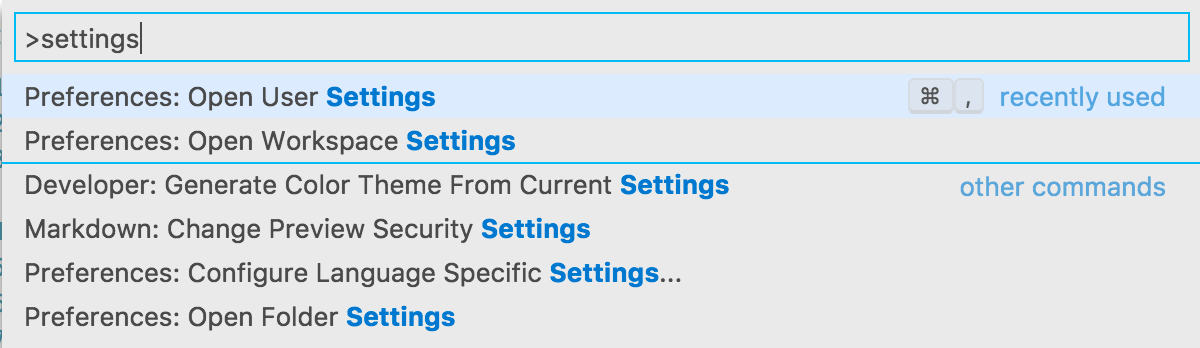 >settings
Preferences: Open User Settings ⌘ , recently used
Preferences: Open Workspace Settings
Developer: Generate Color Theme From Current Settings other commands
Markdown: Change Preview Security Settings
Preferences: Configure Language Specific Settings...
Preferences: Open Folder Settings